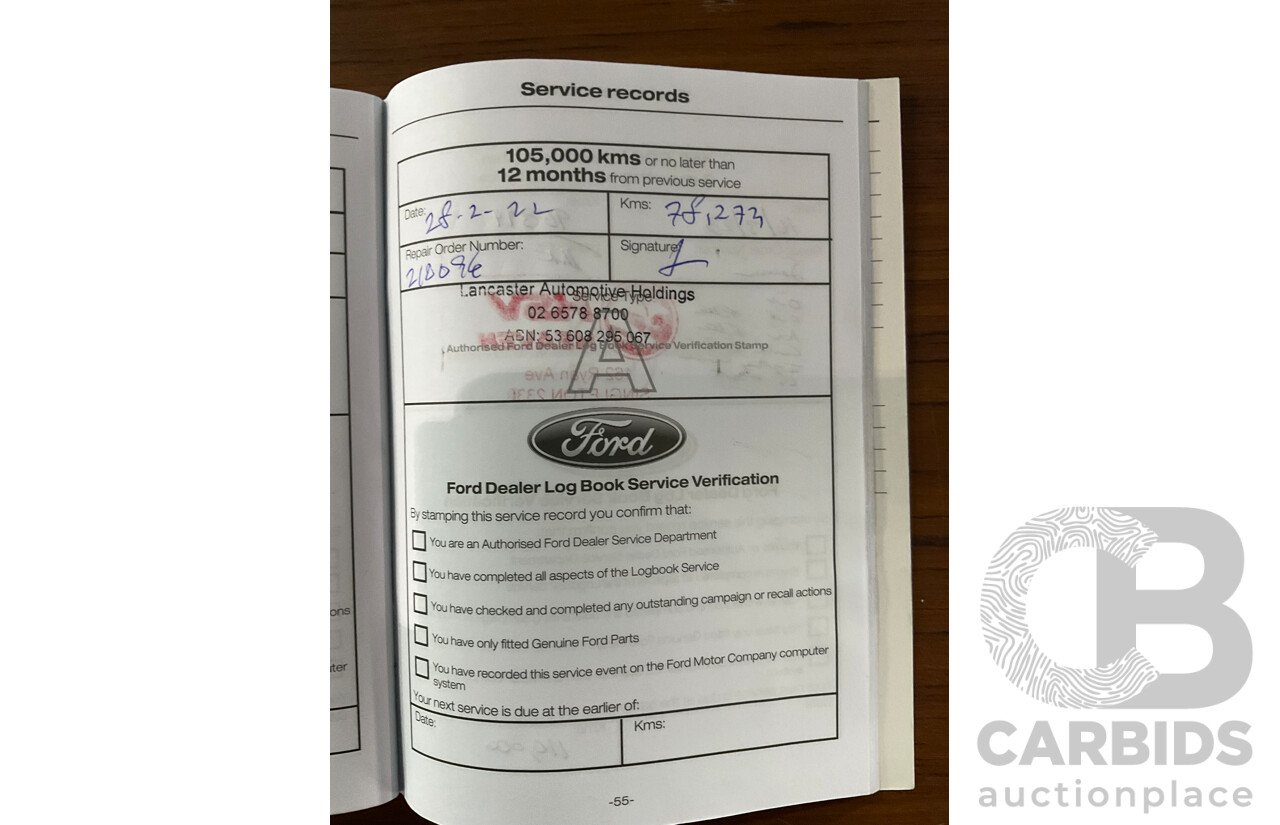 Service records
105,000 kms or no later than
12 months from previous service
Date: 28-2-22
Kms: 78,273
Repair Order Number:
Signature
Lancaster Automotive Holdings
Service Type:
02 6578 8700
ABN: 53 608 295 067
Authorised Ford Dealer Log Book Service Verification Stamp
A
Ford
Ford Dealer Log Book Service Verification
By stamping this service record you confirm that:
You are an Authorised Ford Dealer Service Department
You have completed all aspects of the Logbook Service
You have checked and completed any outstanding campaign or recall actions
You have only fitted Genuine Ford Parts
You have recorded this service event on the Ford Motor Company computer
system
Your next service is due at the earlier of:
Date:
Kms:
-55-
ons
ter
CB
CARBIDS
auctionplace